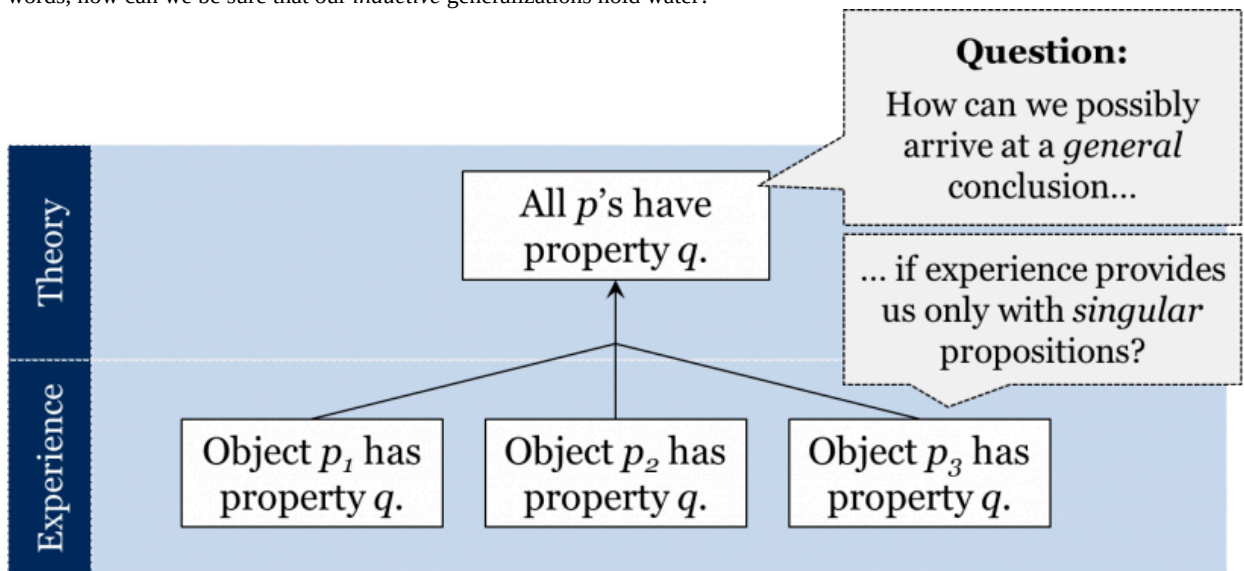 words, how can we be sure that our inductive generalizations hold water?
Question:
How can we possibly
arrive at a general
conclusion...
Theory
All p's have
property q.
... if experience provides
us only with singular
propositions?
Experience
Object p₁ has
property q.
Object p₂ has
property q.
Object p₃ has
property q.